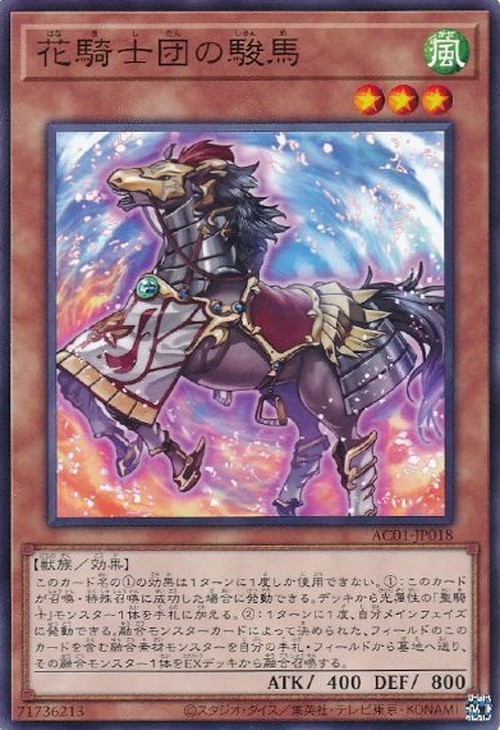 花騎士団の駿馬
風
AC01-JP018
【獣族/効果】
このカード名の①の効果は1ターンに1度しか使用できない。①:このカード
が召喚・特殊召喚に成功した場合に発動できる。デッキから光属性の「聖騎
士」モンスター1体を手札に加える。②:1ターンに1度、自分メインフェイズ
に発動できる。融合モンスターカードによって決められた、フィールドのこの
カードを含む融合素材モンスターを自分の手札・フィールドから墓地へ送り、
その融合モンスター1体をEXデッキから融合召喚する。
ATK/ 400 DEF/ 800
71736213 ©スタジオ・ダイス/集英社・テレビ東京・KONAMI